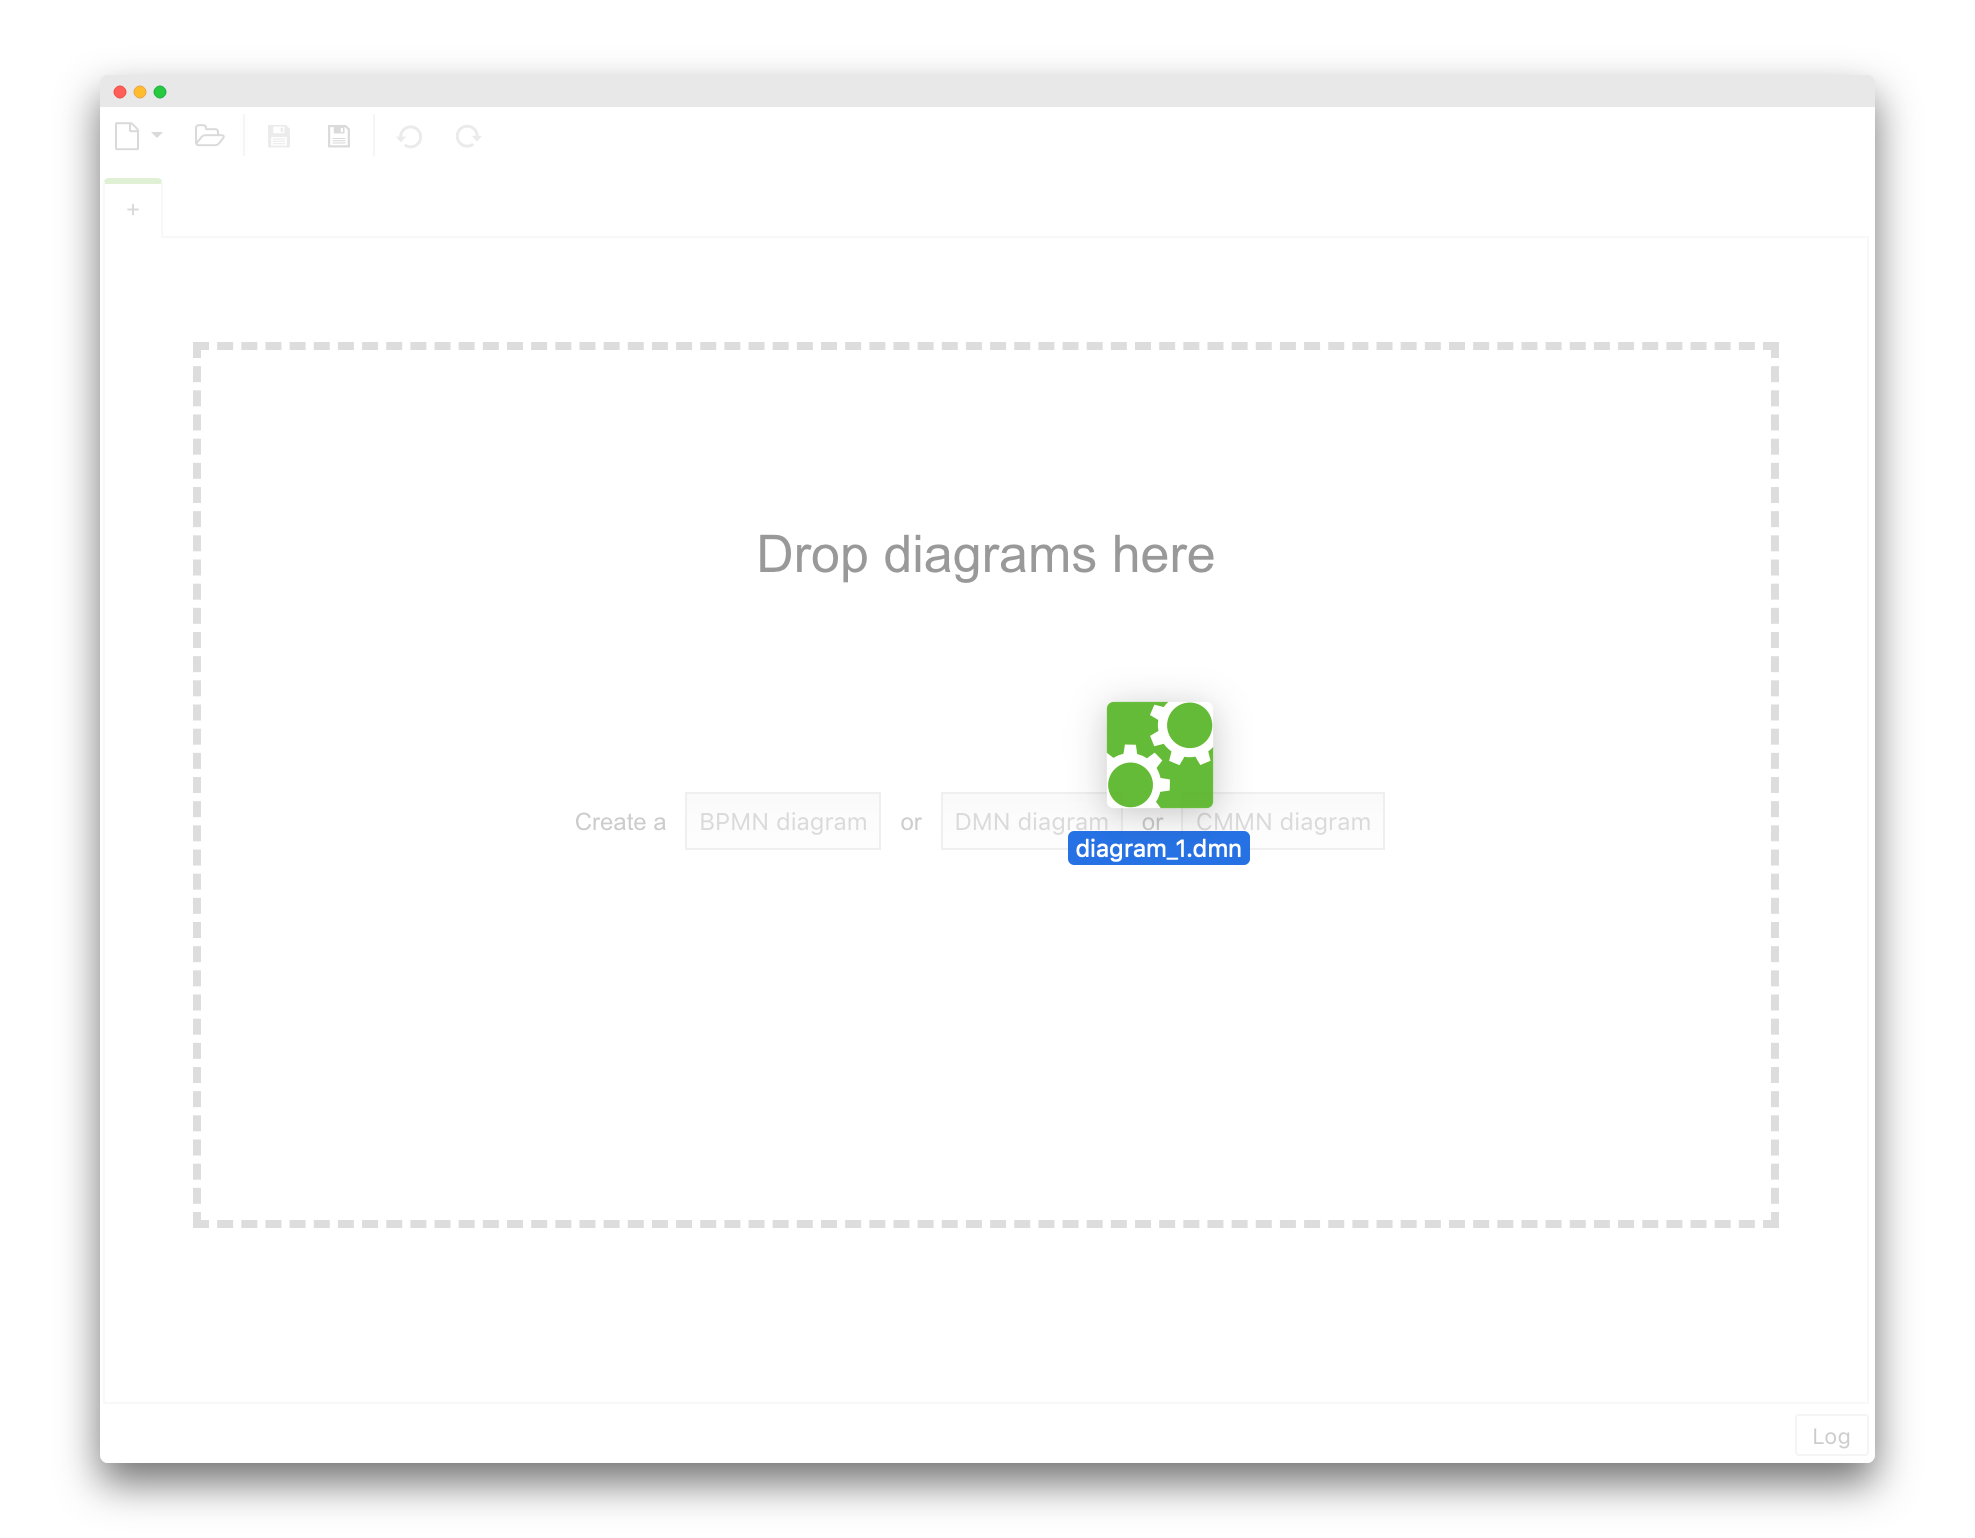 +
Drop diagrams here
Create a BPMN diagram or DMN diagram or CMMN diagram
diagram_1.dmn
Log